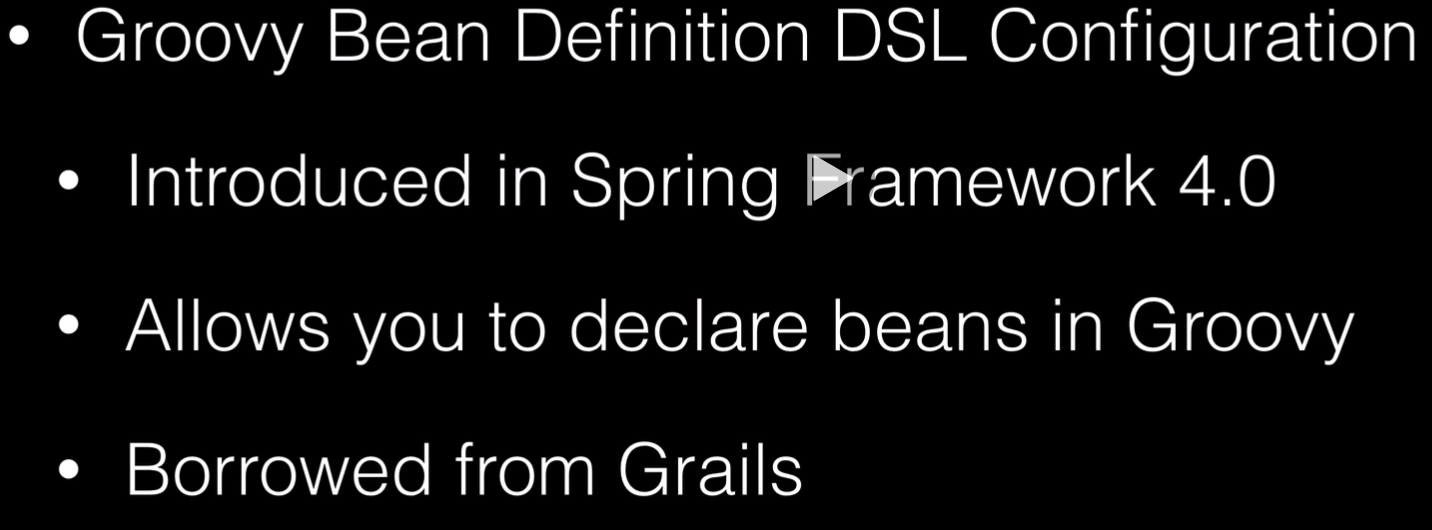 • Groovy Bean Definition DSL Configuration
• Introduced in Spring Framework 4.0
• Allows you to declare beans in Groovy
• Borrowed from Grails